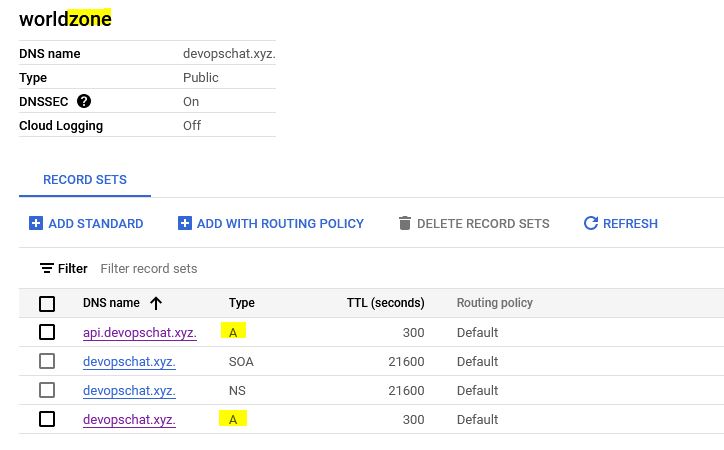 worldzone
DNS name devopschat.xyz.
Type Public
DNSSEC ? On
Cloud Logging Off
RECORD SETS
ADD STANDARD ADD WITH ROUTING POLICY DELETE RECORD SETS REFRESH
Filter Filter record sets
DNS name Type TTL (seconds) Routing policy
api.devopschat.xyz. A 300 Default
devopschat.xyz. SOA 21600 Default
devopschat.xyz. NS 21600 Default
devopschat.xyz. A 300 Default